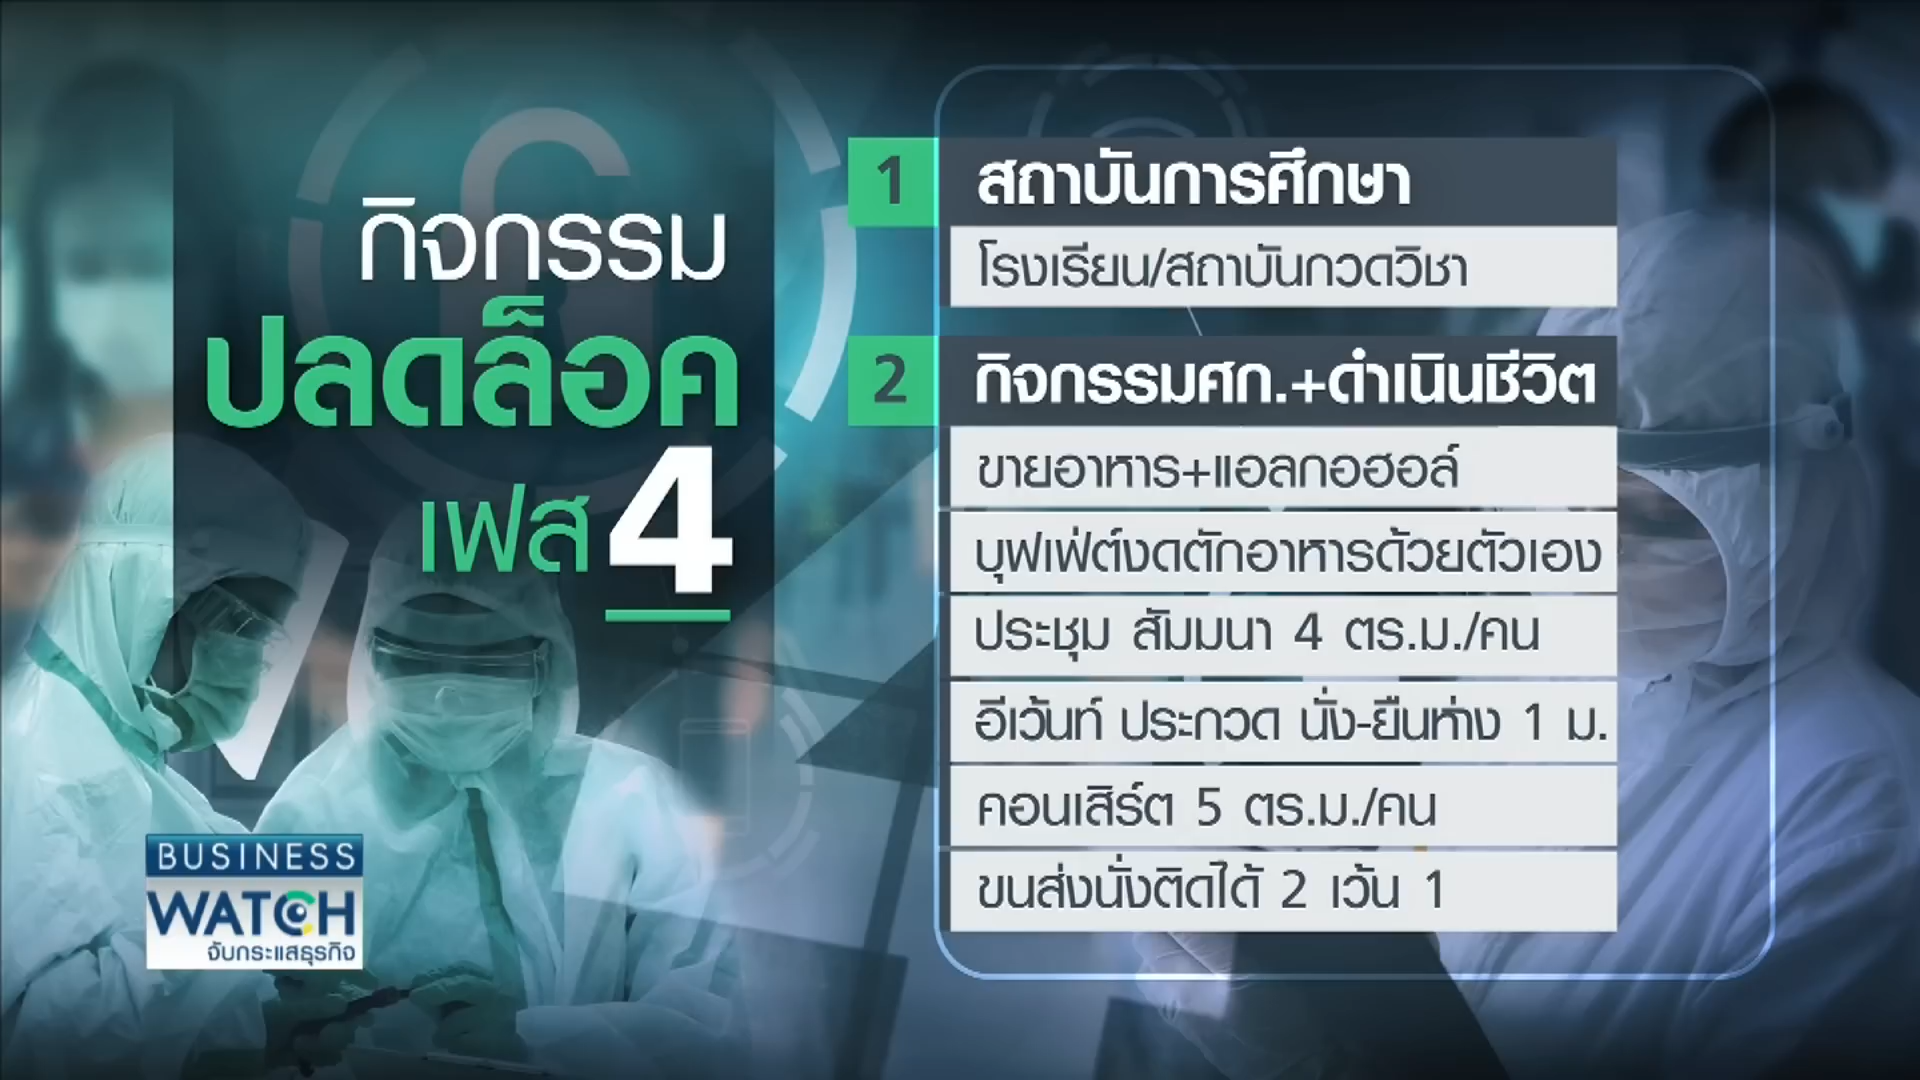 กิจกรรม
ปลดล็อค
เฟส 4
1 สถาบันการศึกษา
โรงเรียน/สถาบันกวดวิชา
2 กิจกรรมศก.+ดำเนินชีวิต
ขายอาหาร+แอลกอฮอล์
บุฟเฟ่ต์งดตักอาหารด้วยตัวเอง
ประชุม สัมมนา 4 ตร.ม./คน
อีเว้นท์ ประกวด นั่ง-ยืนห่าง 1 ม.
คอนเสิร์ต 5 ตร.ม./คน
ขนส่งนั่งติดได้ 2 เว้น 1
BUSINESS
WATCH
จับกระแสธุรกิจ